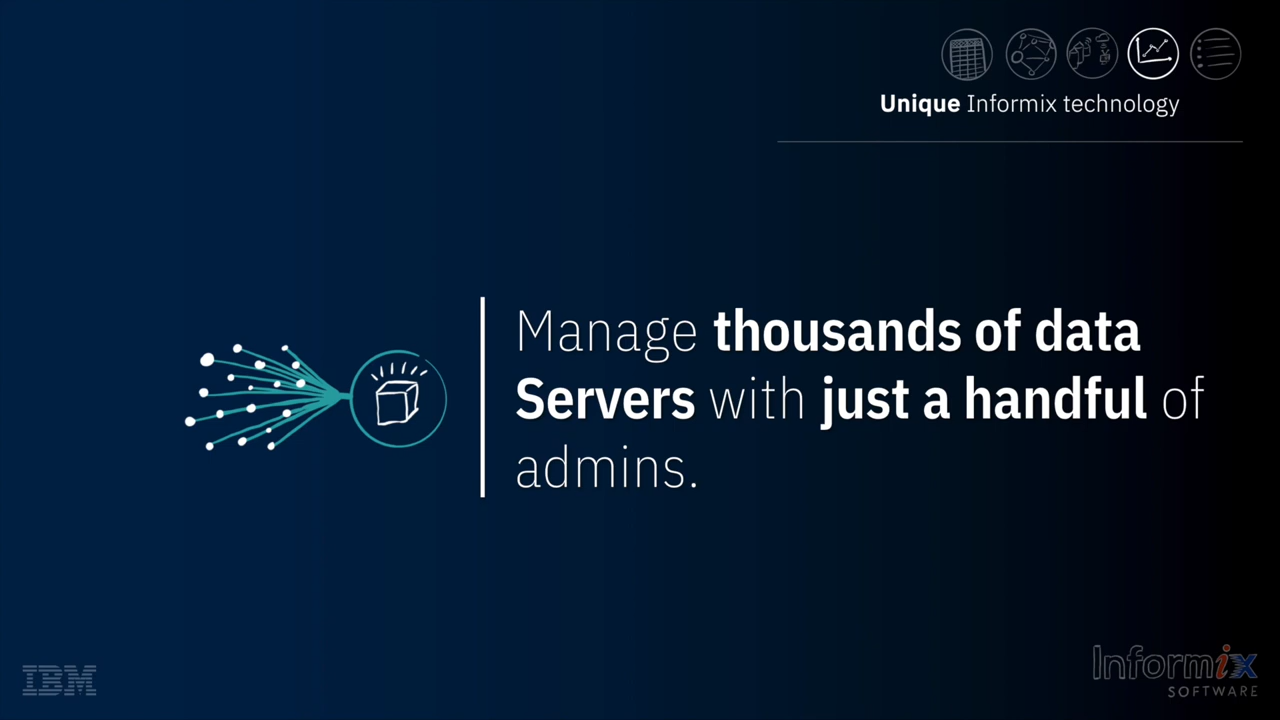 Unique Informix technology
Manage thousands of data
Servers with just a handful of
admins.
IBM
Informix
SOFTWARE